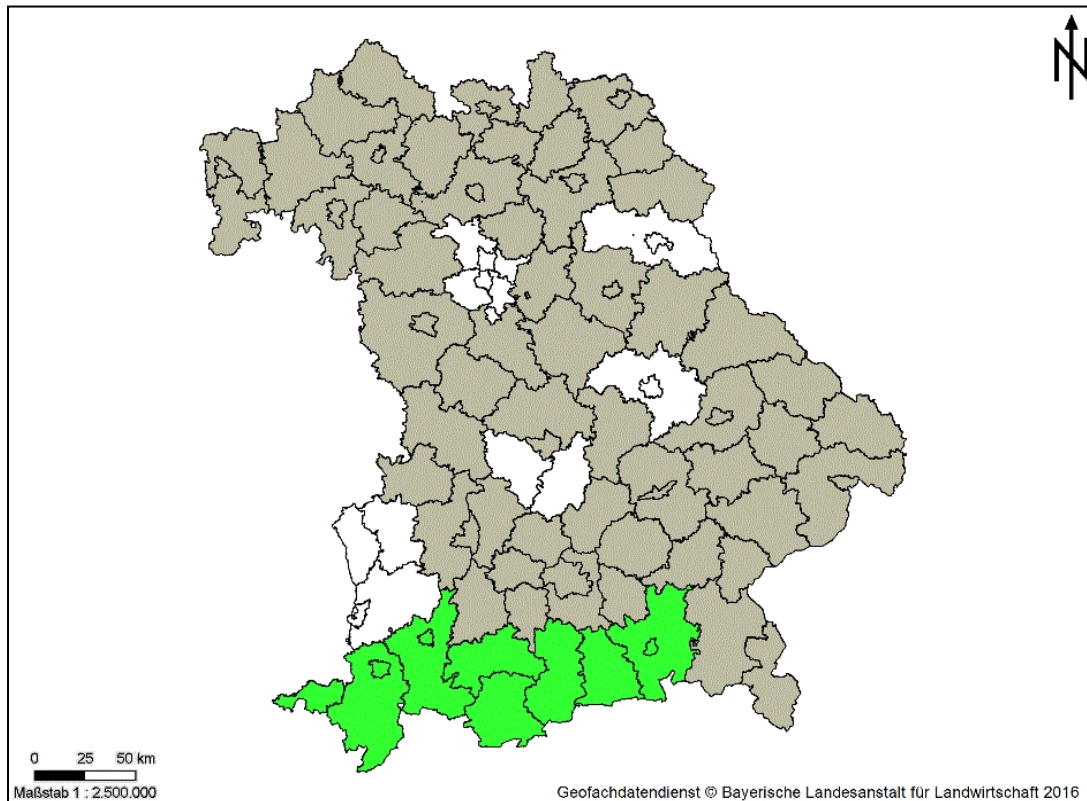 N
0 25 50 km
Maßstab 1 : 2.500.000
Geofachdatendienst © Bayerische Landesanstalt für Landwirtschaft 2016